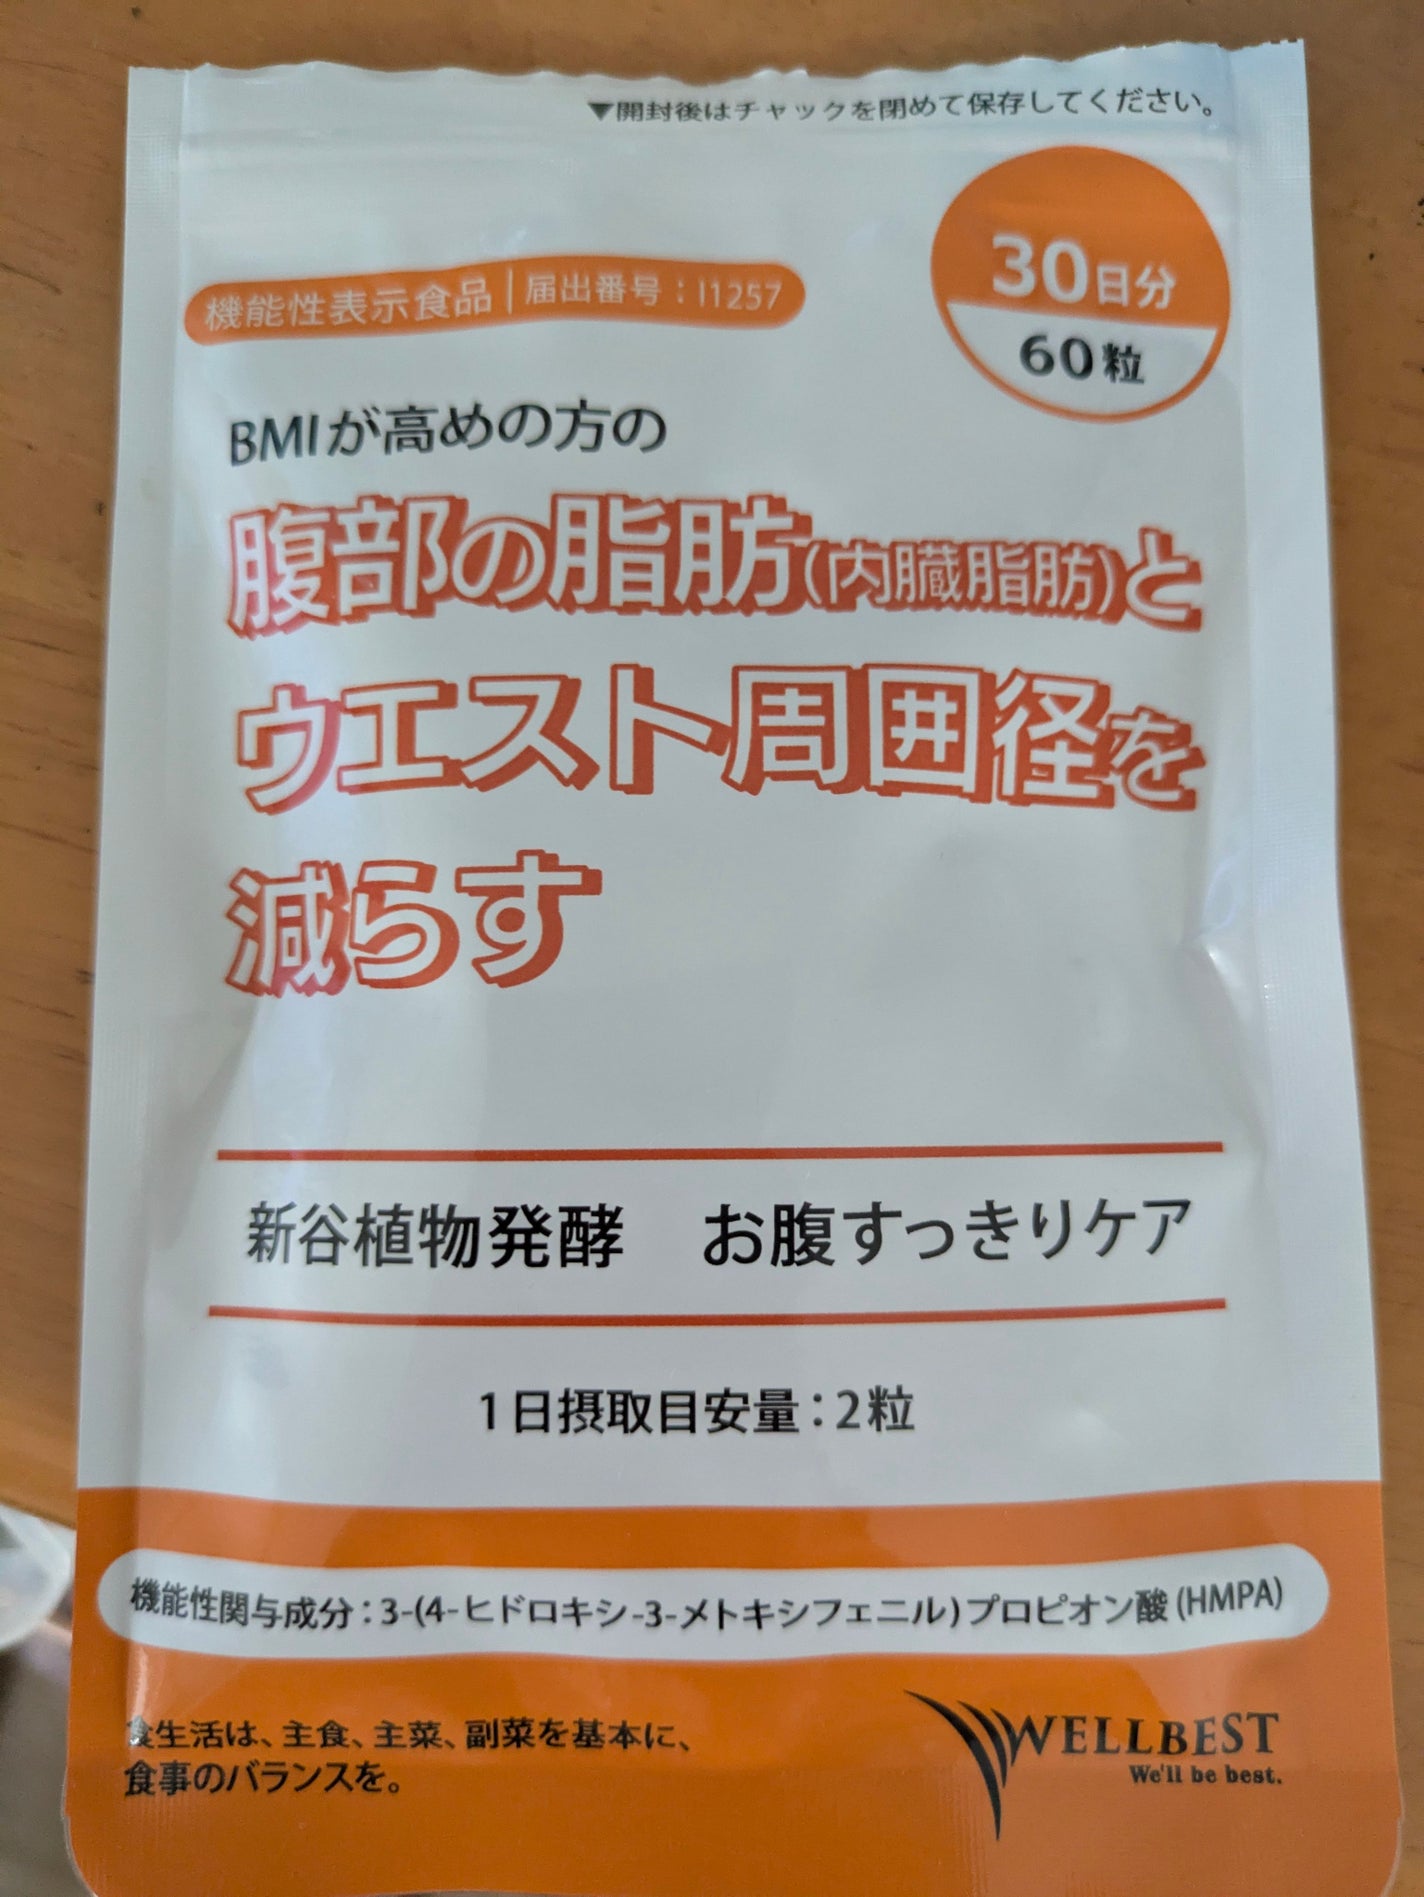 ▼開封後はチャックを閉めて保存してください。
30日分
60粒
機能性表示食品｜届出番号：I1257
BMIが高めの方の
腹部の脂肪(内臓脂肪)と
ウエスト周囲径を
減らす
新谷植物発酵　お腹すっきりケア
1日摂取目安量：2粒
機能性関与成分：3-(4-ヒドロキシ-3-メトキシフェニル)プロピオン酸(HMPA)
食生活は、主食、主菜、副菜を基本に、
食事のバランスを。
WELLBEST
We'll be best.